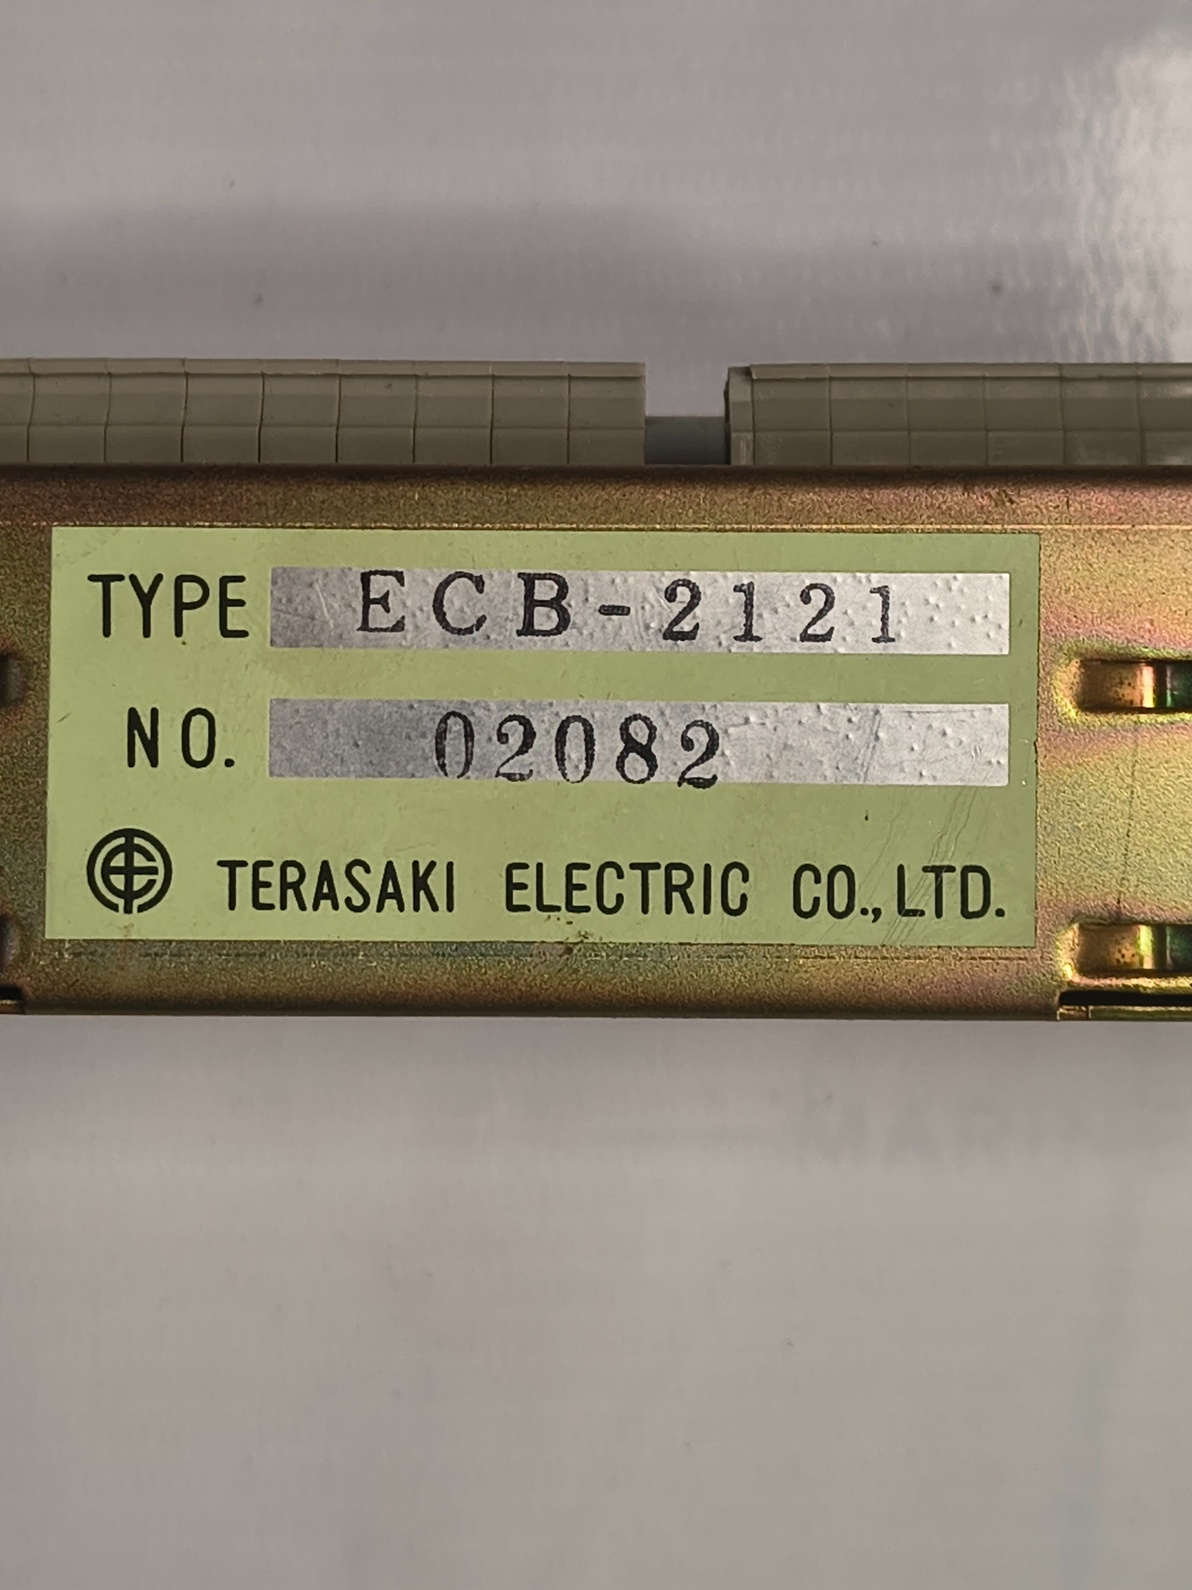 TYPE ECB-2121
NO. 02082
TERASAKI ELECTRIC CO., LTD.